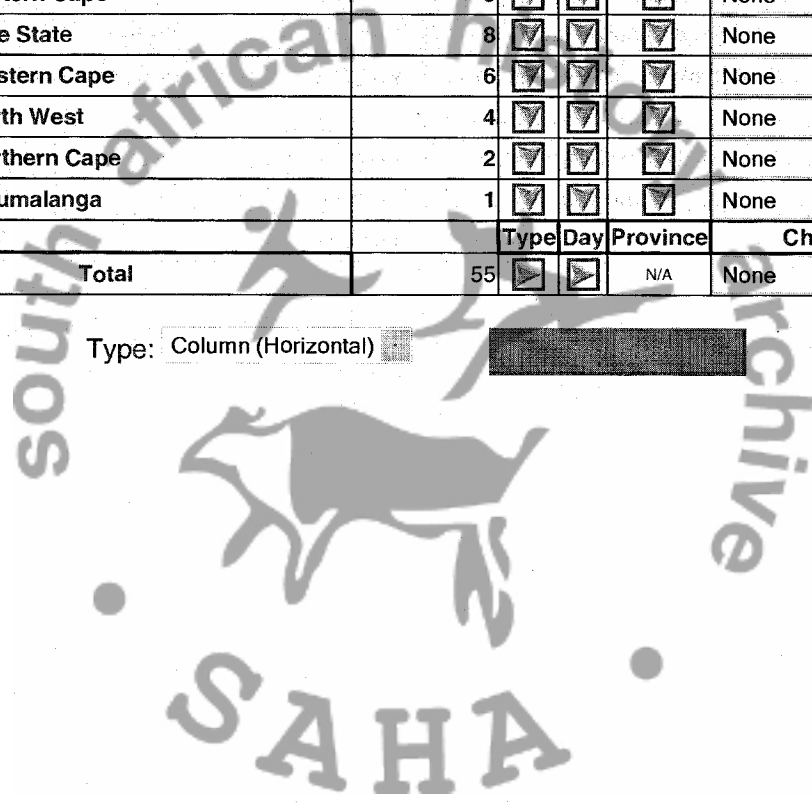 e State 8 None
stern Cape 6 None
th West 4 None
thern Cape 2 None
umalanga 1 None
Type Day Province Ch
Total 55 N/A None
Type: Column (Horizontal)
south african history archive
SAHA